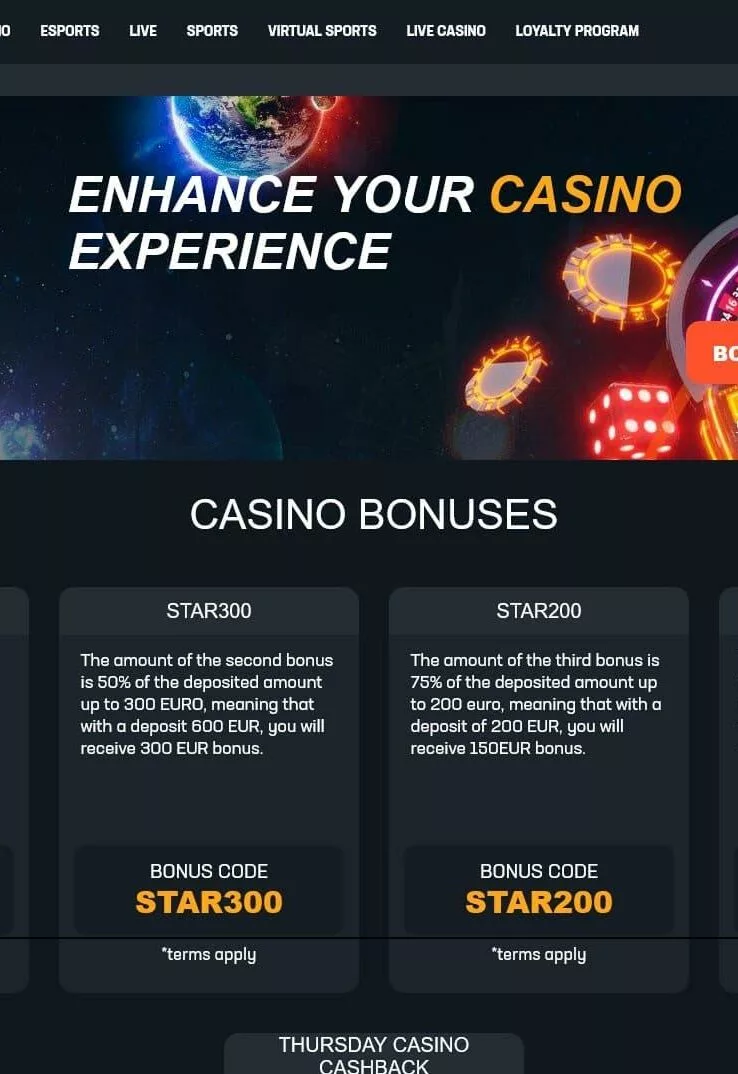 ESPORTS LIVE SPORTS VIRTUAL SPORTS LIVE CASINO LOYALTY PROGRAM
ENHANCE YOUR CASINO
EXPERIENCE
CASINO BONUSES
STAR300
The amount of the second bonus
is 50% of the deposited amount
up to 300 EURO, meaning that
with a deposit 600 EUR, you will
receive 300 EUR bonus.
BONUS CODE
STAR300
*terms apply
STAR200
The amount of the third bonus is
75% of the deposited amount up
to 200 euro, meaning that with a
deposit of 200 EUR, you will
receive 150EUR bonus.
BONUS CODE
STAR200
*terms apply
THURSDAY CASINO
CASHBACK